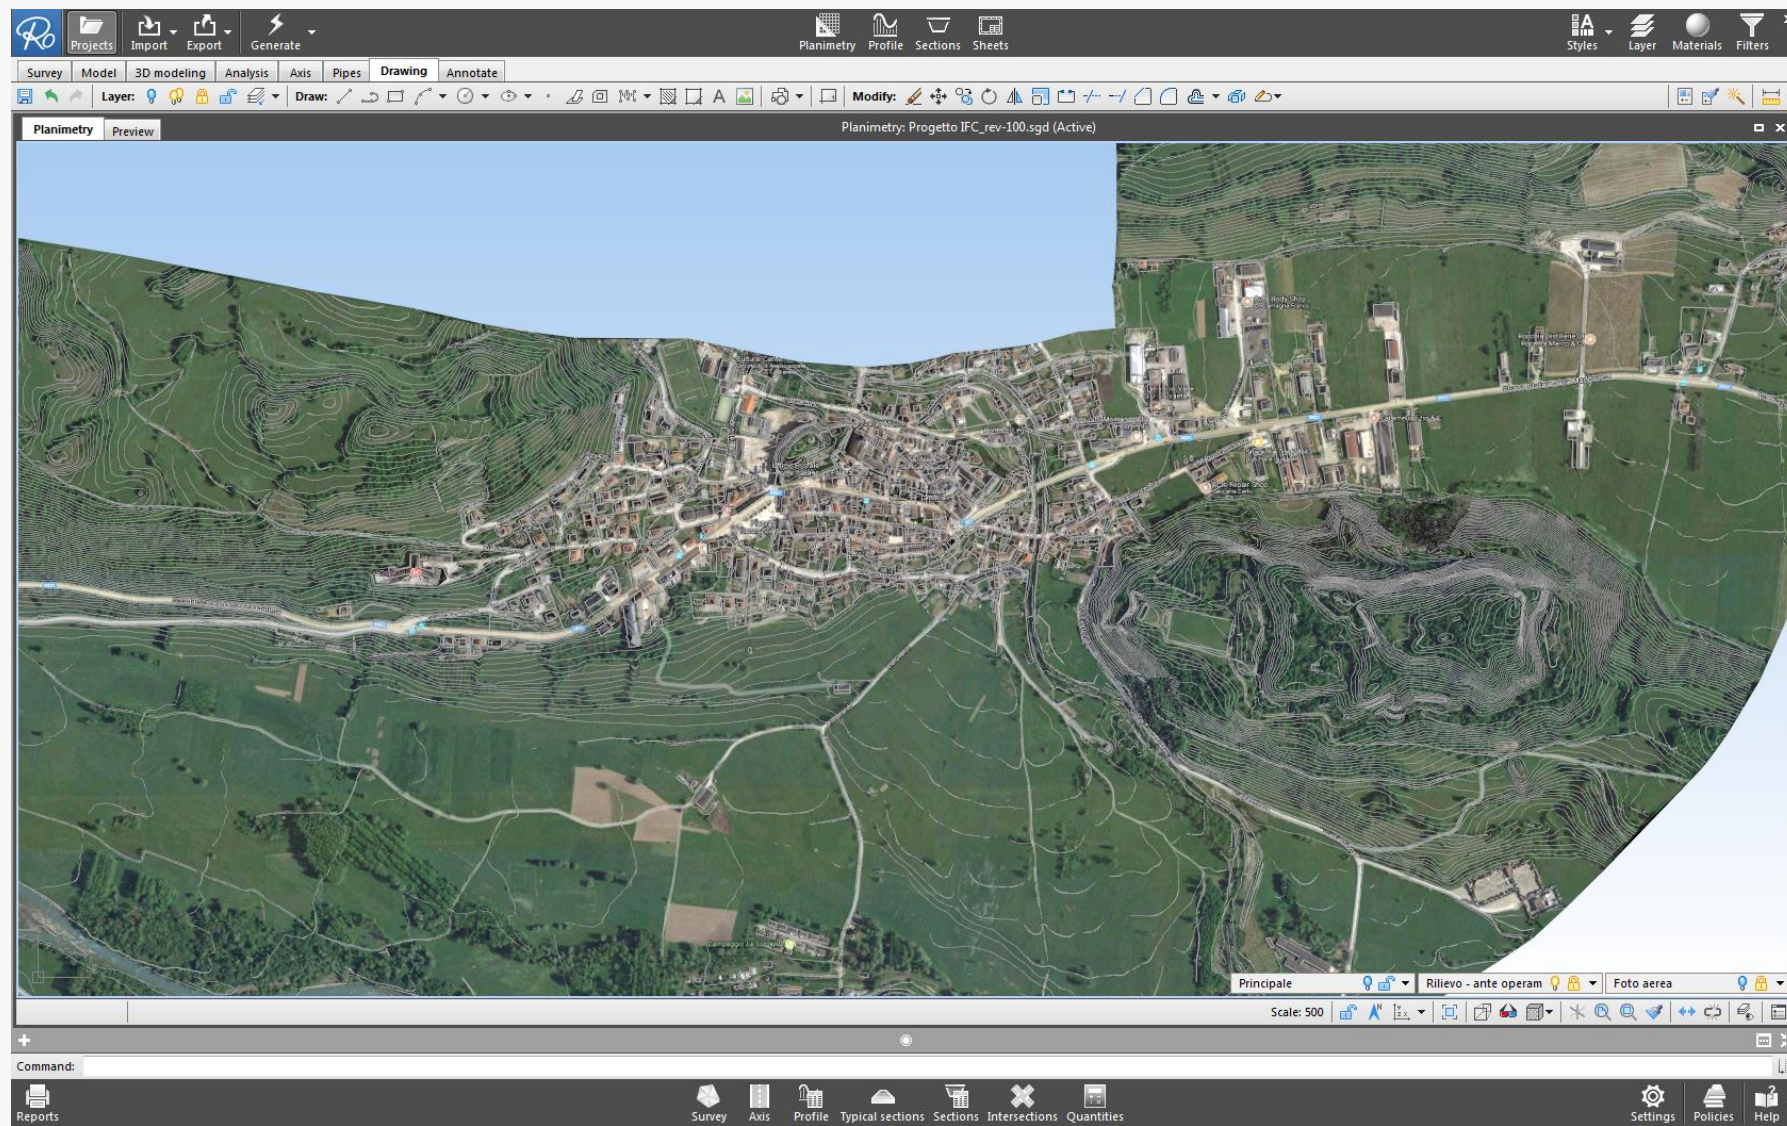 Ro Projects Import Export Generate Planimetry Profile Sections Sheets Styles Layer Materials Filters
Survey Model 3D modeling Analysis Axis Pipes Drawing Annotate
Layer: Draw: A Modify:
Planimetry Preview Planimetry: Progetto IFC_rev-100.sgd (Active)
Principale Rilievo - ante operam Foto aerea
Scale: 500
Command:
Reports Survey Axis Profile Typical sections Sections Intersections Quantities Settings Policies Help